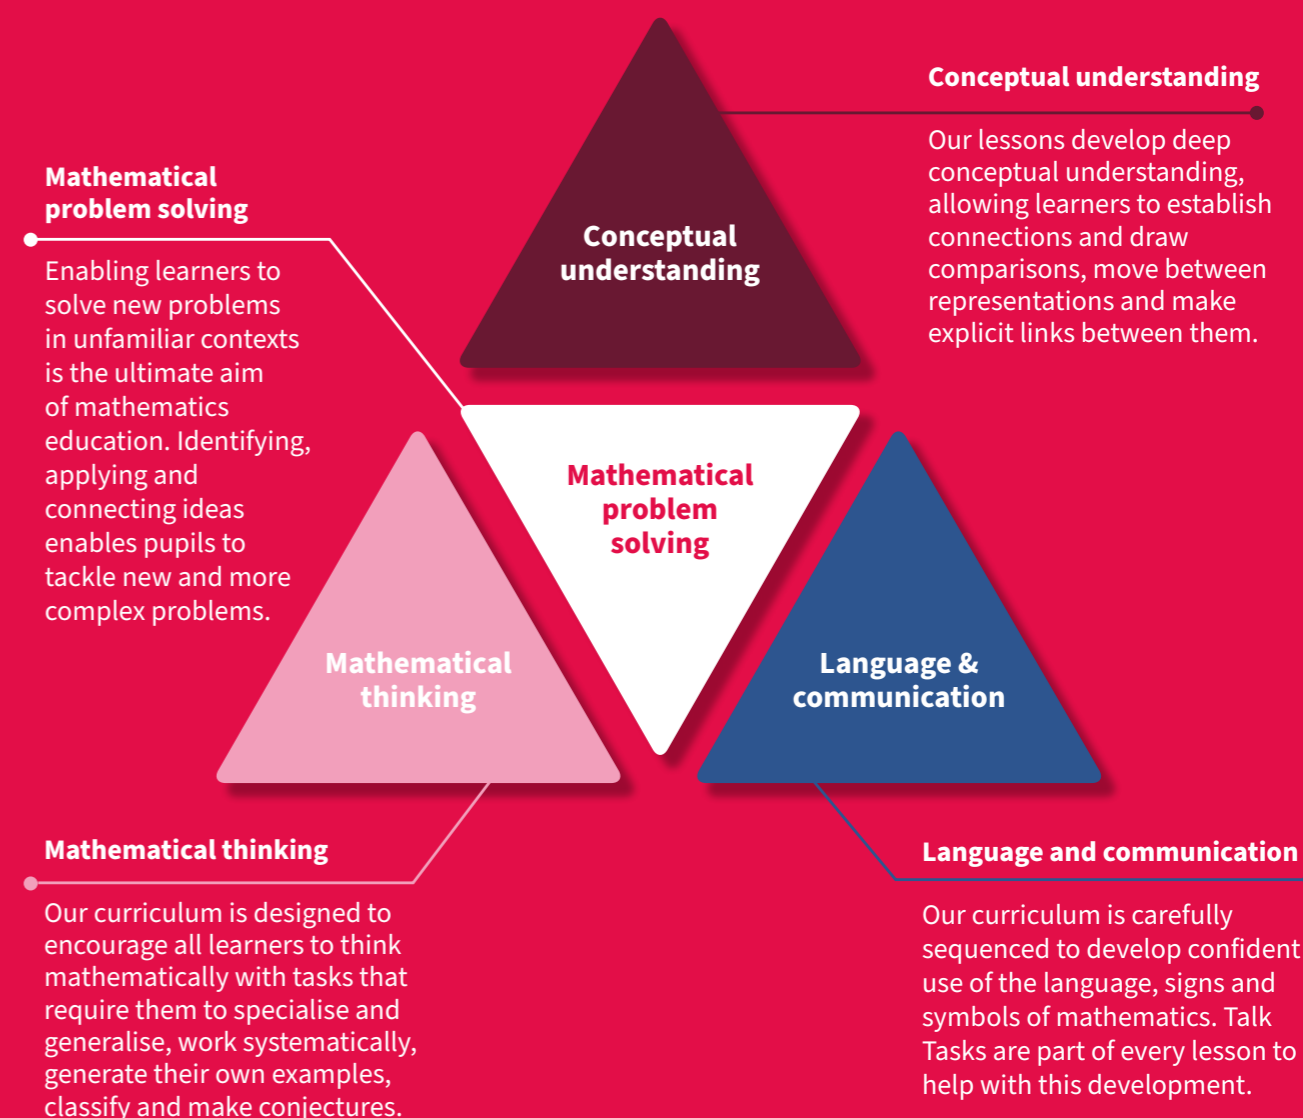 Conceptual understanding
Our lessons develop deep
conceptual understanding,
allowing learners to establish
connections and draw
comparisons, move between
representations and make
explicit links between them.
Mathematical
problem solving
Enabling learners to
solve new problems
in unfamiliar contexts
is the ultimate aim
of mathematics
education. Identifying,
applying and
connecting ideas
enables pupils to
tackle new and more
complex problems.
Conceptual
understanding
Mathematical
problem
solving
Mathematical
thinking
Language &
communication
Mathematical thinking
Our curriculum is designed to
encourage all learners to think
mathematically with tasks that
require them to specialise and
generalise, work systematically,
generate their own examples,
classify and make conjectures.
Language and communication
Our curriculum is carefully
sequenced to develop confident
use of the language, signs and
symbols of mathematics. Talk
Tasks are part of every lesson to
help with this development.